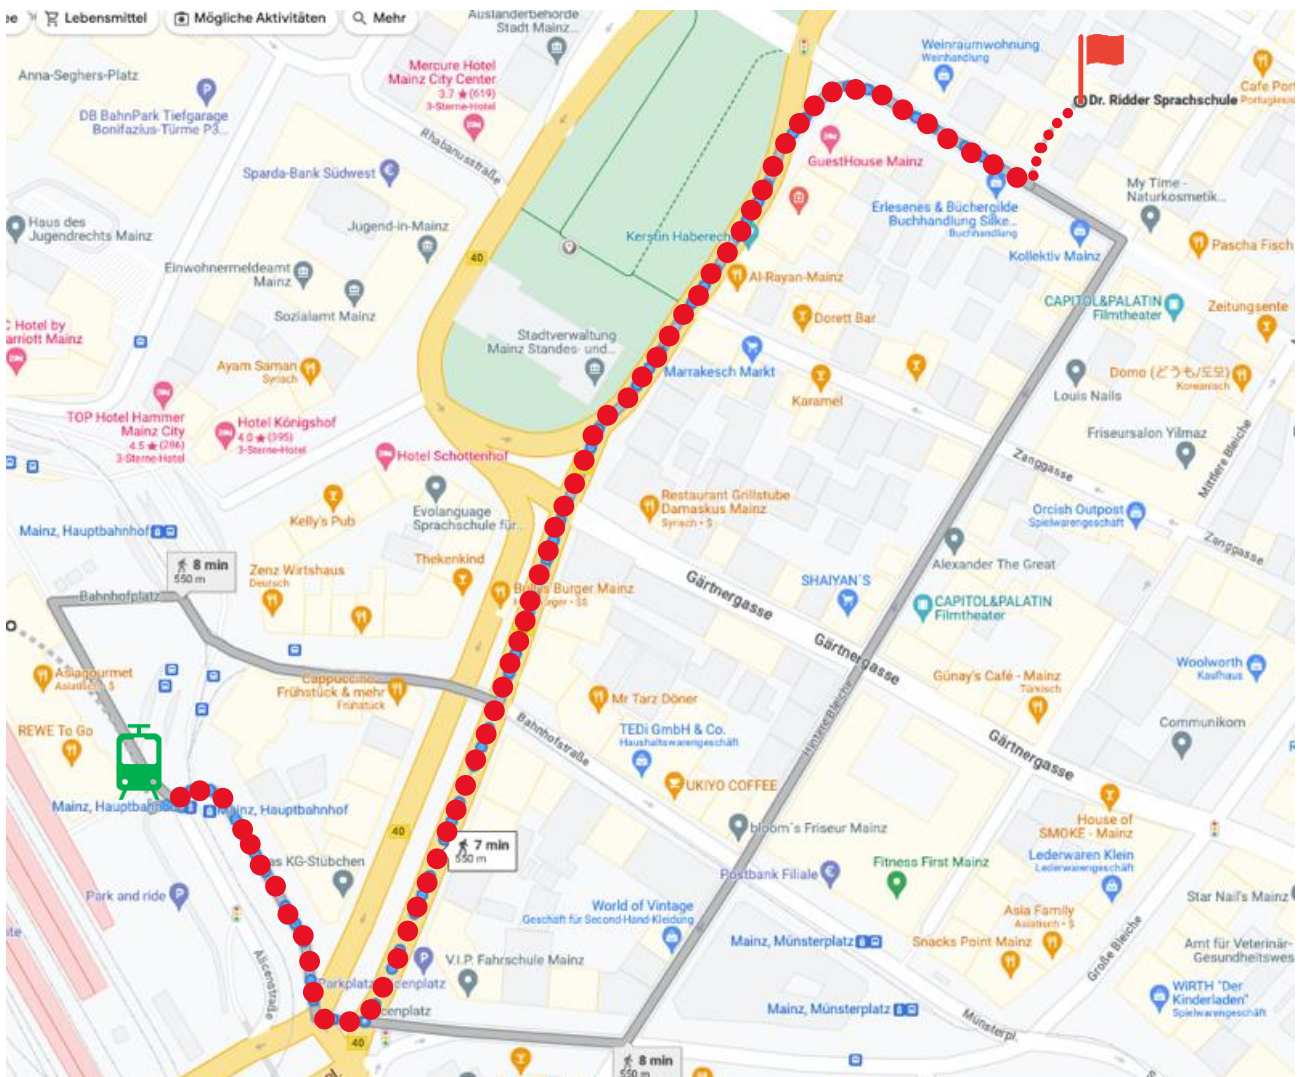 ee
Lebensmittel
Mögliche Aktivitäten
Mehr
Ausländerbehörde
Stadt Mainz...
Anna-Seghers-Platz
DB BahnPark Tiefgarage
Bonifazius-Türme P3...
Mercure Hotel
Mainz City Center
3.7 ★ (619)
3-Sterne-Hotel
Rhabanusstraße
Weinraumwohnung
Weinhandlung
Cafe Port
Portugiesis
Dr. Ridder Sprachschule
Sparda-Bank Südwest
GuestHouse Mainz
My Time -
Naturkosmetik...
Haus des
Jugendrechts Mainz
Jugend-in-Mainz
Erlesenes & Büchergilde
Buchhandlung Silke...
Buchhandlung
Kerstin Haberech
Pascha Fisch
Kollektiv Mainz
40
Einwohnermeldeamt
Mainz
Sozialamt Mainz
Al-Rayan-Mainz
CAPITOL&PALATIN
Filmtheater
Zeitungsente
Dorett Bar
C Hotel by
arriott Mainz
Stadtverwaltung
Mainz Standes- und...
Ayam Saman
Syrisch
Marrakesch Markt
Karamel
Domo (どうも/도모)
Koreanisch
Louis Nails
TOP Hotel Hammer
Mainz City
4.5 ★ (286)
3-Sterne-Hotel
Hotel Königshof
4.0 ★ (395)
3-Sterne-Hotel
Hotel Schottenhof
Friseursalon Yilmaz
Mittlere Bleiche
Zanggasse
Kelly's Pub
Evolanguage
Sprachschule für...
Restaurant Grillstube
Damaskus Mainz
Syrisch • $
Orcish Outpost
Spielwarengeschäft
Zanggasse
Mainz, Hauptbahnhof
8 min
550 m
Zenz Wirtshaus
Deutsch
Thekenkind
Alexander The Great
Bullys Burger Mainz
Gärtnergasse
SHAIYAN´S
CAPITOL&PALATIN
Filmtheater
Bahnhofplatz
Gärtnergasse
Asiagourmet
Asiatisch • $
Cappuccino
Frühstück & mehr
Frühstück
Mr Tarz Döner
Günay's Café - Mainz
Türkisch
Woolworth
Kaufhaus
Bahnhofstraße
Hintere Bleiche
REWE To Go
TEDi GmbH & Co.
Haushaltswarengeschäft
Communikom
Gärtnergasse
UKIYO COFFEE
Mainz, Hauptbahnhof
Mainz, Hauptbahnhof
40
bloom´s Friseur Mainz
House of
SMOKE - Mainz
7 min
550 m
as KG-Stübchen
Postbank Filiale
Fitness First Mainz
Lederwaren Klein
Lederwarengeschäft
Park and ride
World of Vintage
Geschäft für Second-Hand-Kleidung
Star Nail's Mainz
Asia Family
Asiatisch • $
Mainz, Münsterplatz
Snacks Point Mainz
Große Bleiche
Amt für Veterinär-
Gesundheitswes
Alicenstraße
V.I.P. Fahrschule Mainz
WiRTH "Der
Kinderladen"
Spielwarengeschäft
cenplatz
Mainz, Münsterplatz
Münsterpl.
40
8 min
550 m